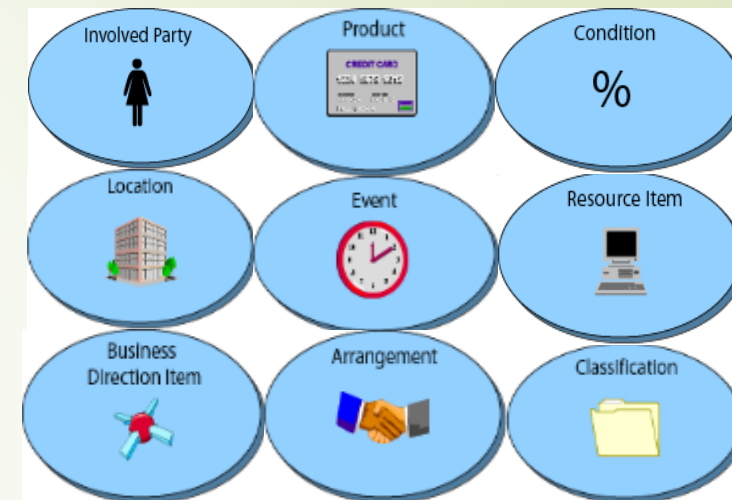 Involved Party
Product
Condition
CREDIT CARD
%
Location
Event
Resource Item
Business
Direction Item
Arrangement
Classification